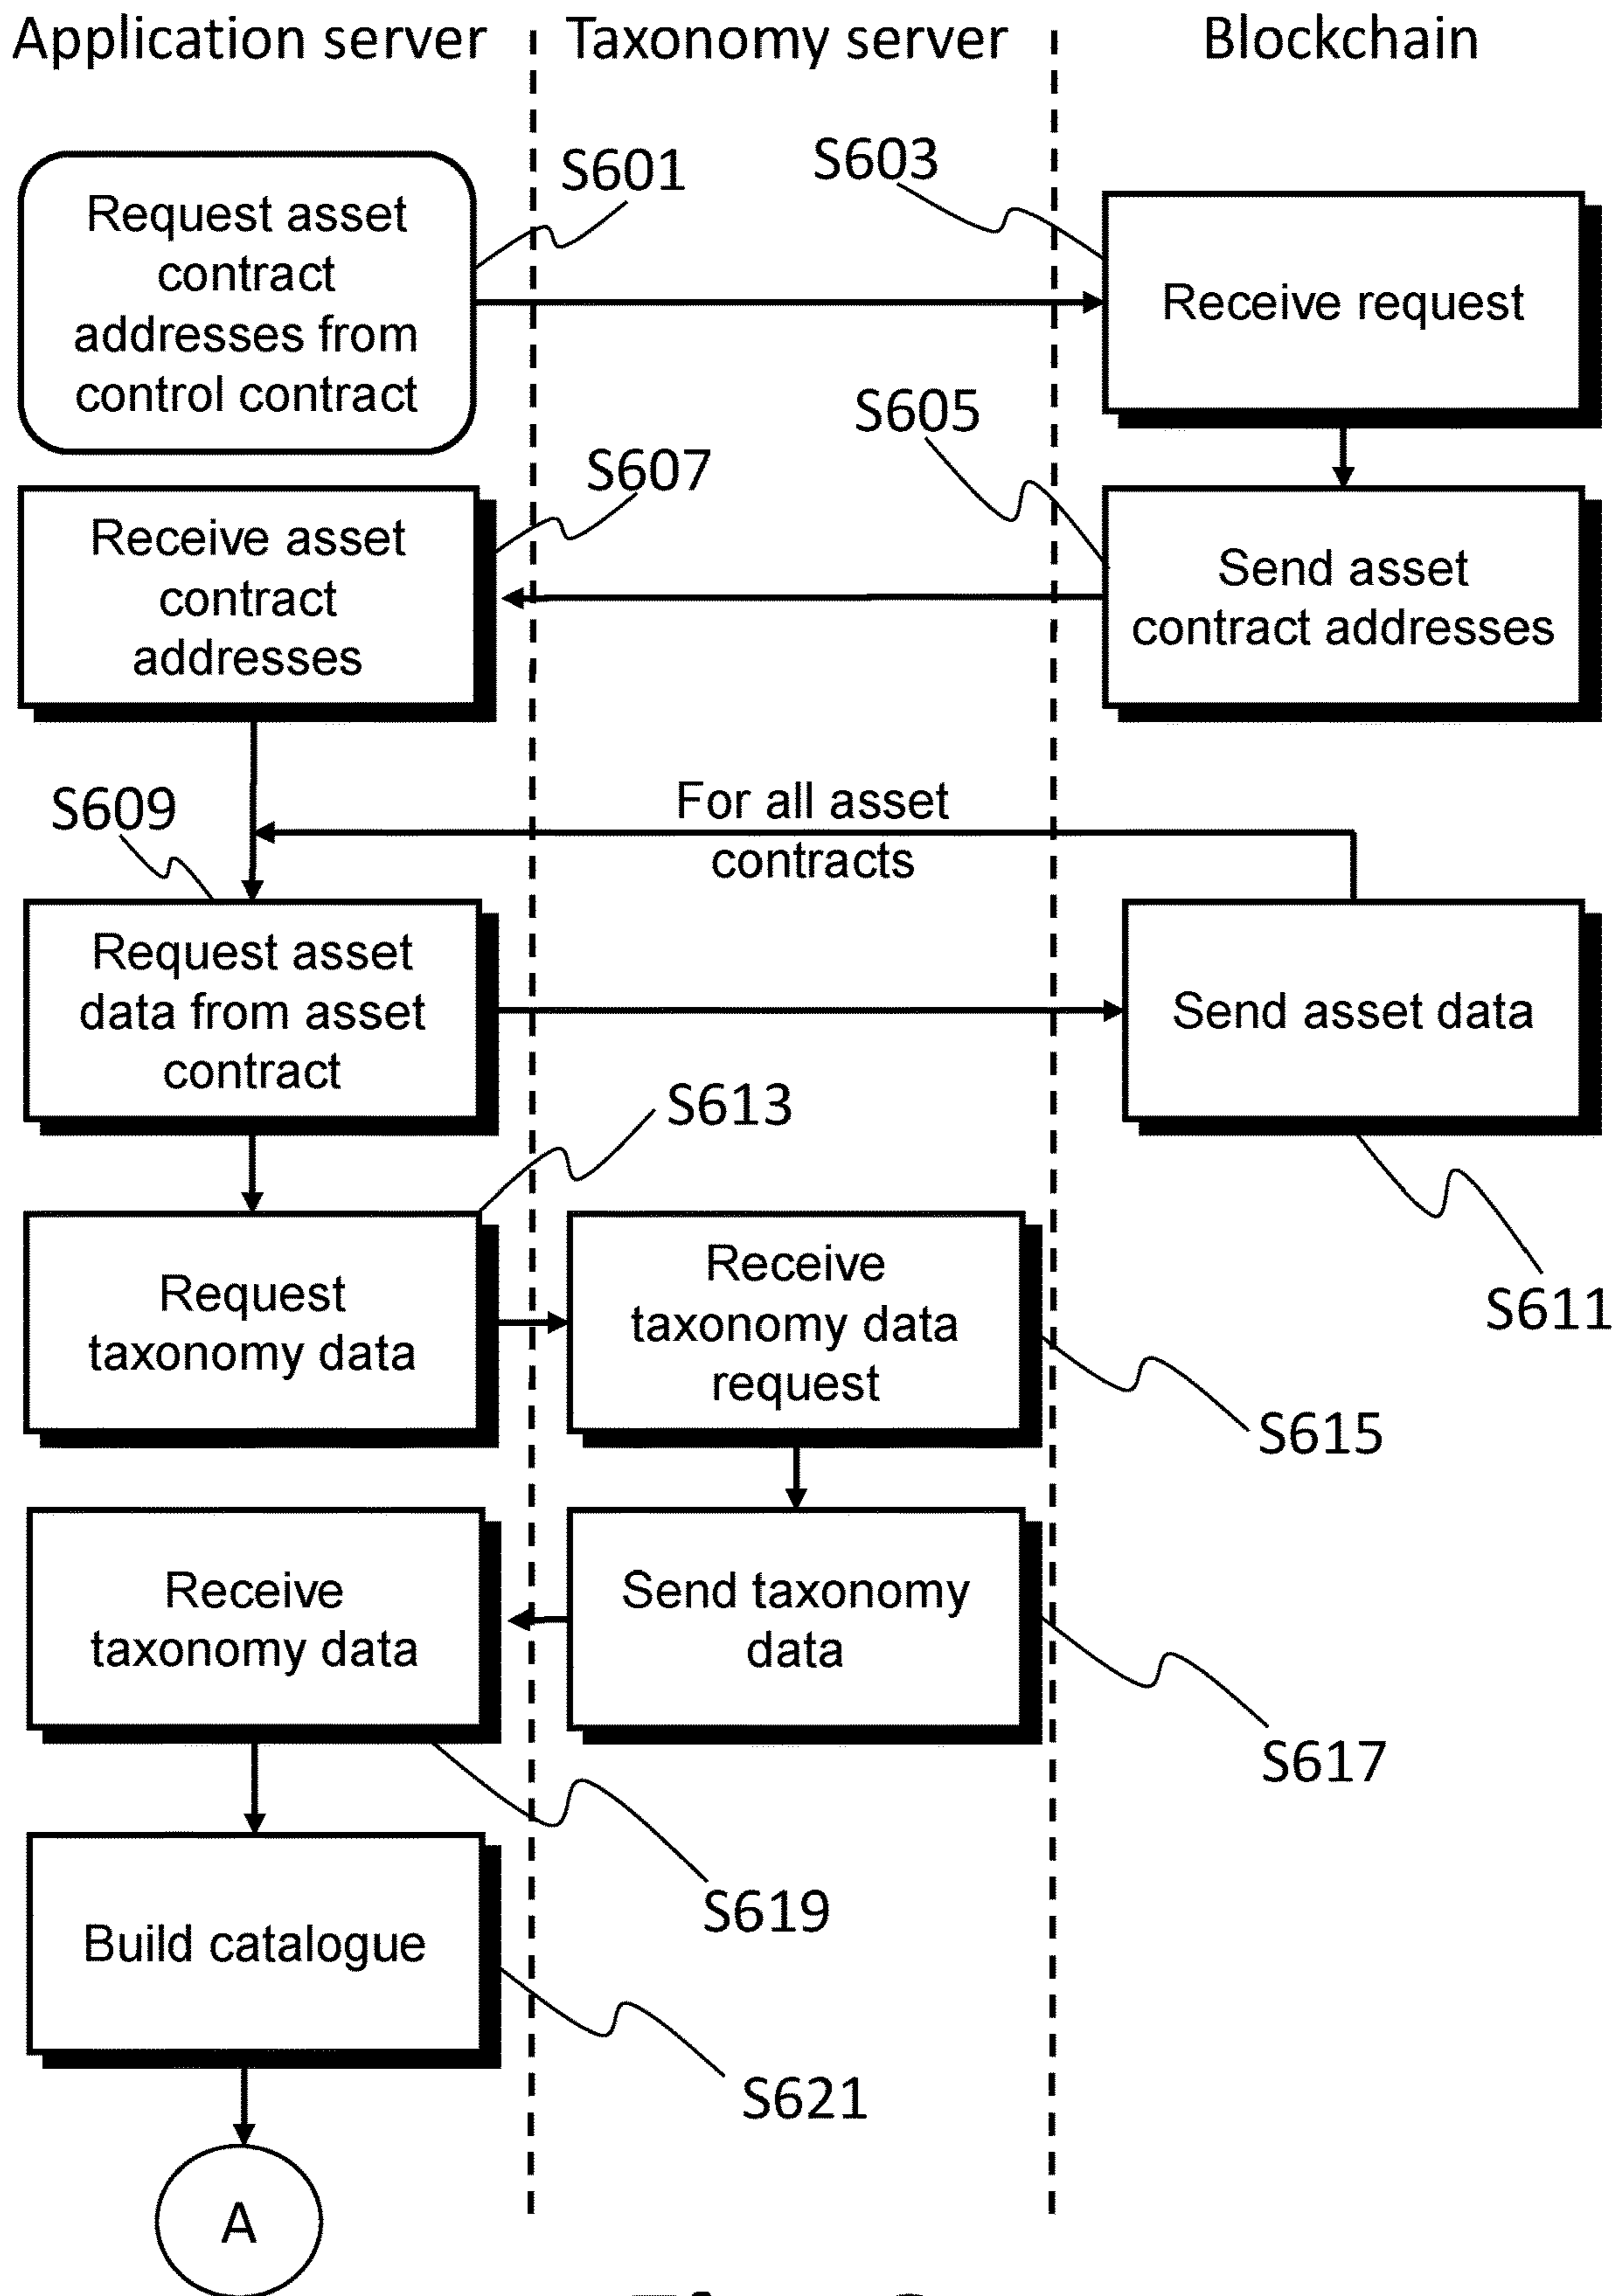 Application server
Taxonomy server
Blockchain
S601
S603
Request asset
contract
addresses from
control contract
Receive request
S605
S607
Receive asset
contract
addresses
Send asset
contract addresses
For all asset
contracts
S609
Request asset
data from asset
contract
Send asset data
S613
S611
Request
taxonomy data
Receive
taxonomy data
request
S615
Receive
taxonomy data
Send taxonomy
data
S617
S619
Build catalogue
S621
A